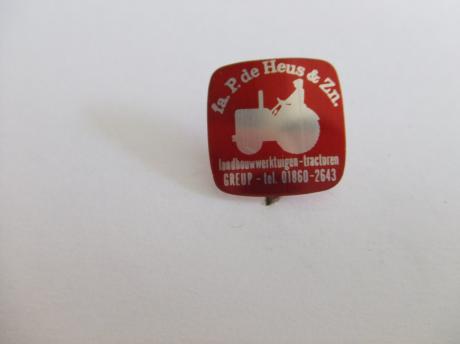 fa. P. de Heus & Zn.
landbouwwerktuigen-tractoren
GREUP - tel. 01860-2643